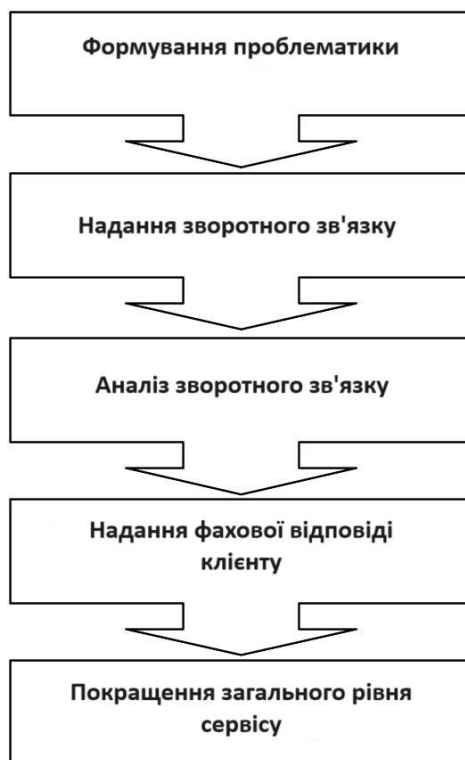 Формування проблематики
Надання зворотного зв'язку
Аналіз зворотного зв'язку
Надання фахової відповіді
клієнту
Покращення загального рівня
сервісу